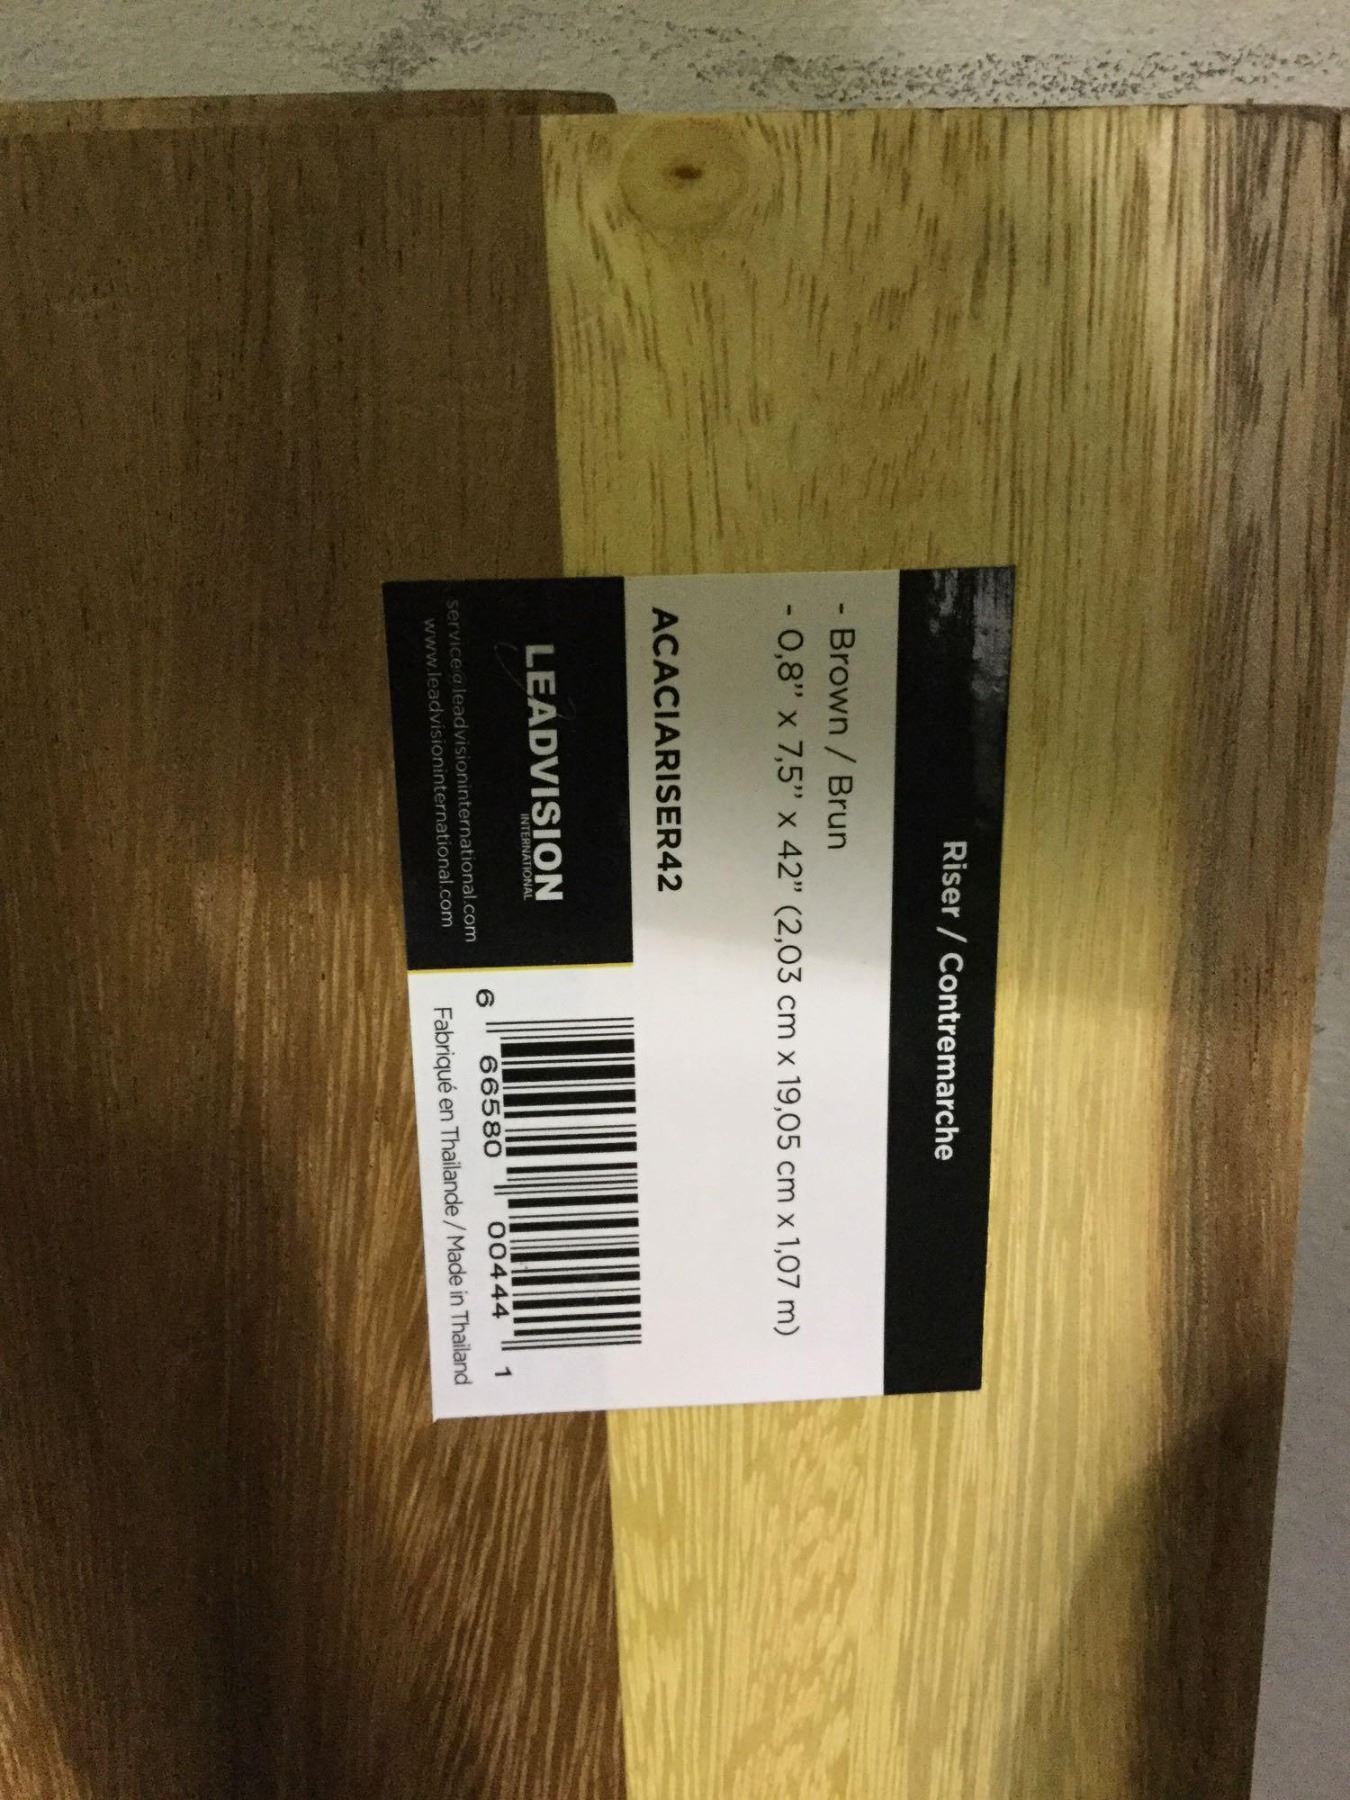 Riser / Contremarche
- Brown / Brun
- 0,8" x 7,5" x 42" (2,03 cm x 19,05 cm x 1,07 m)
ACACIARISER42
LEADVISION
INTERNATIONAL
service@leadvisioninternational.com
www.leadvisioninternational.com
6 66580 00444 1
Fabriqué en Thaïlande / Made in Thailand